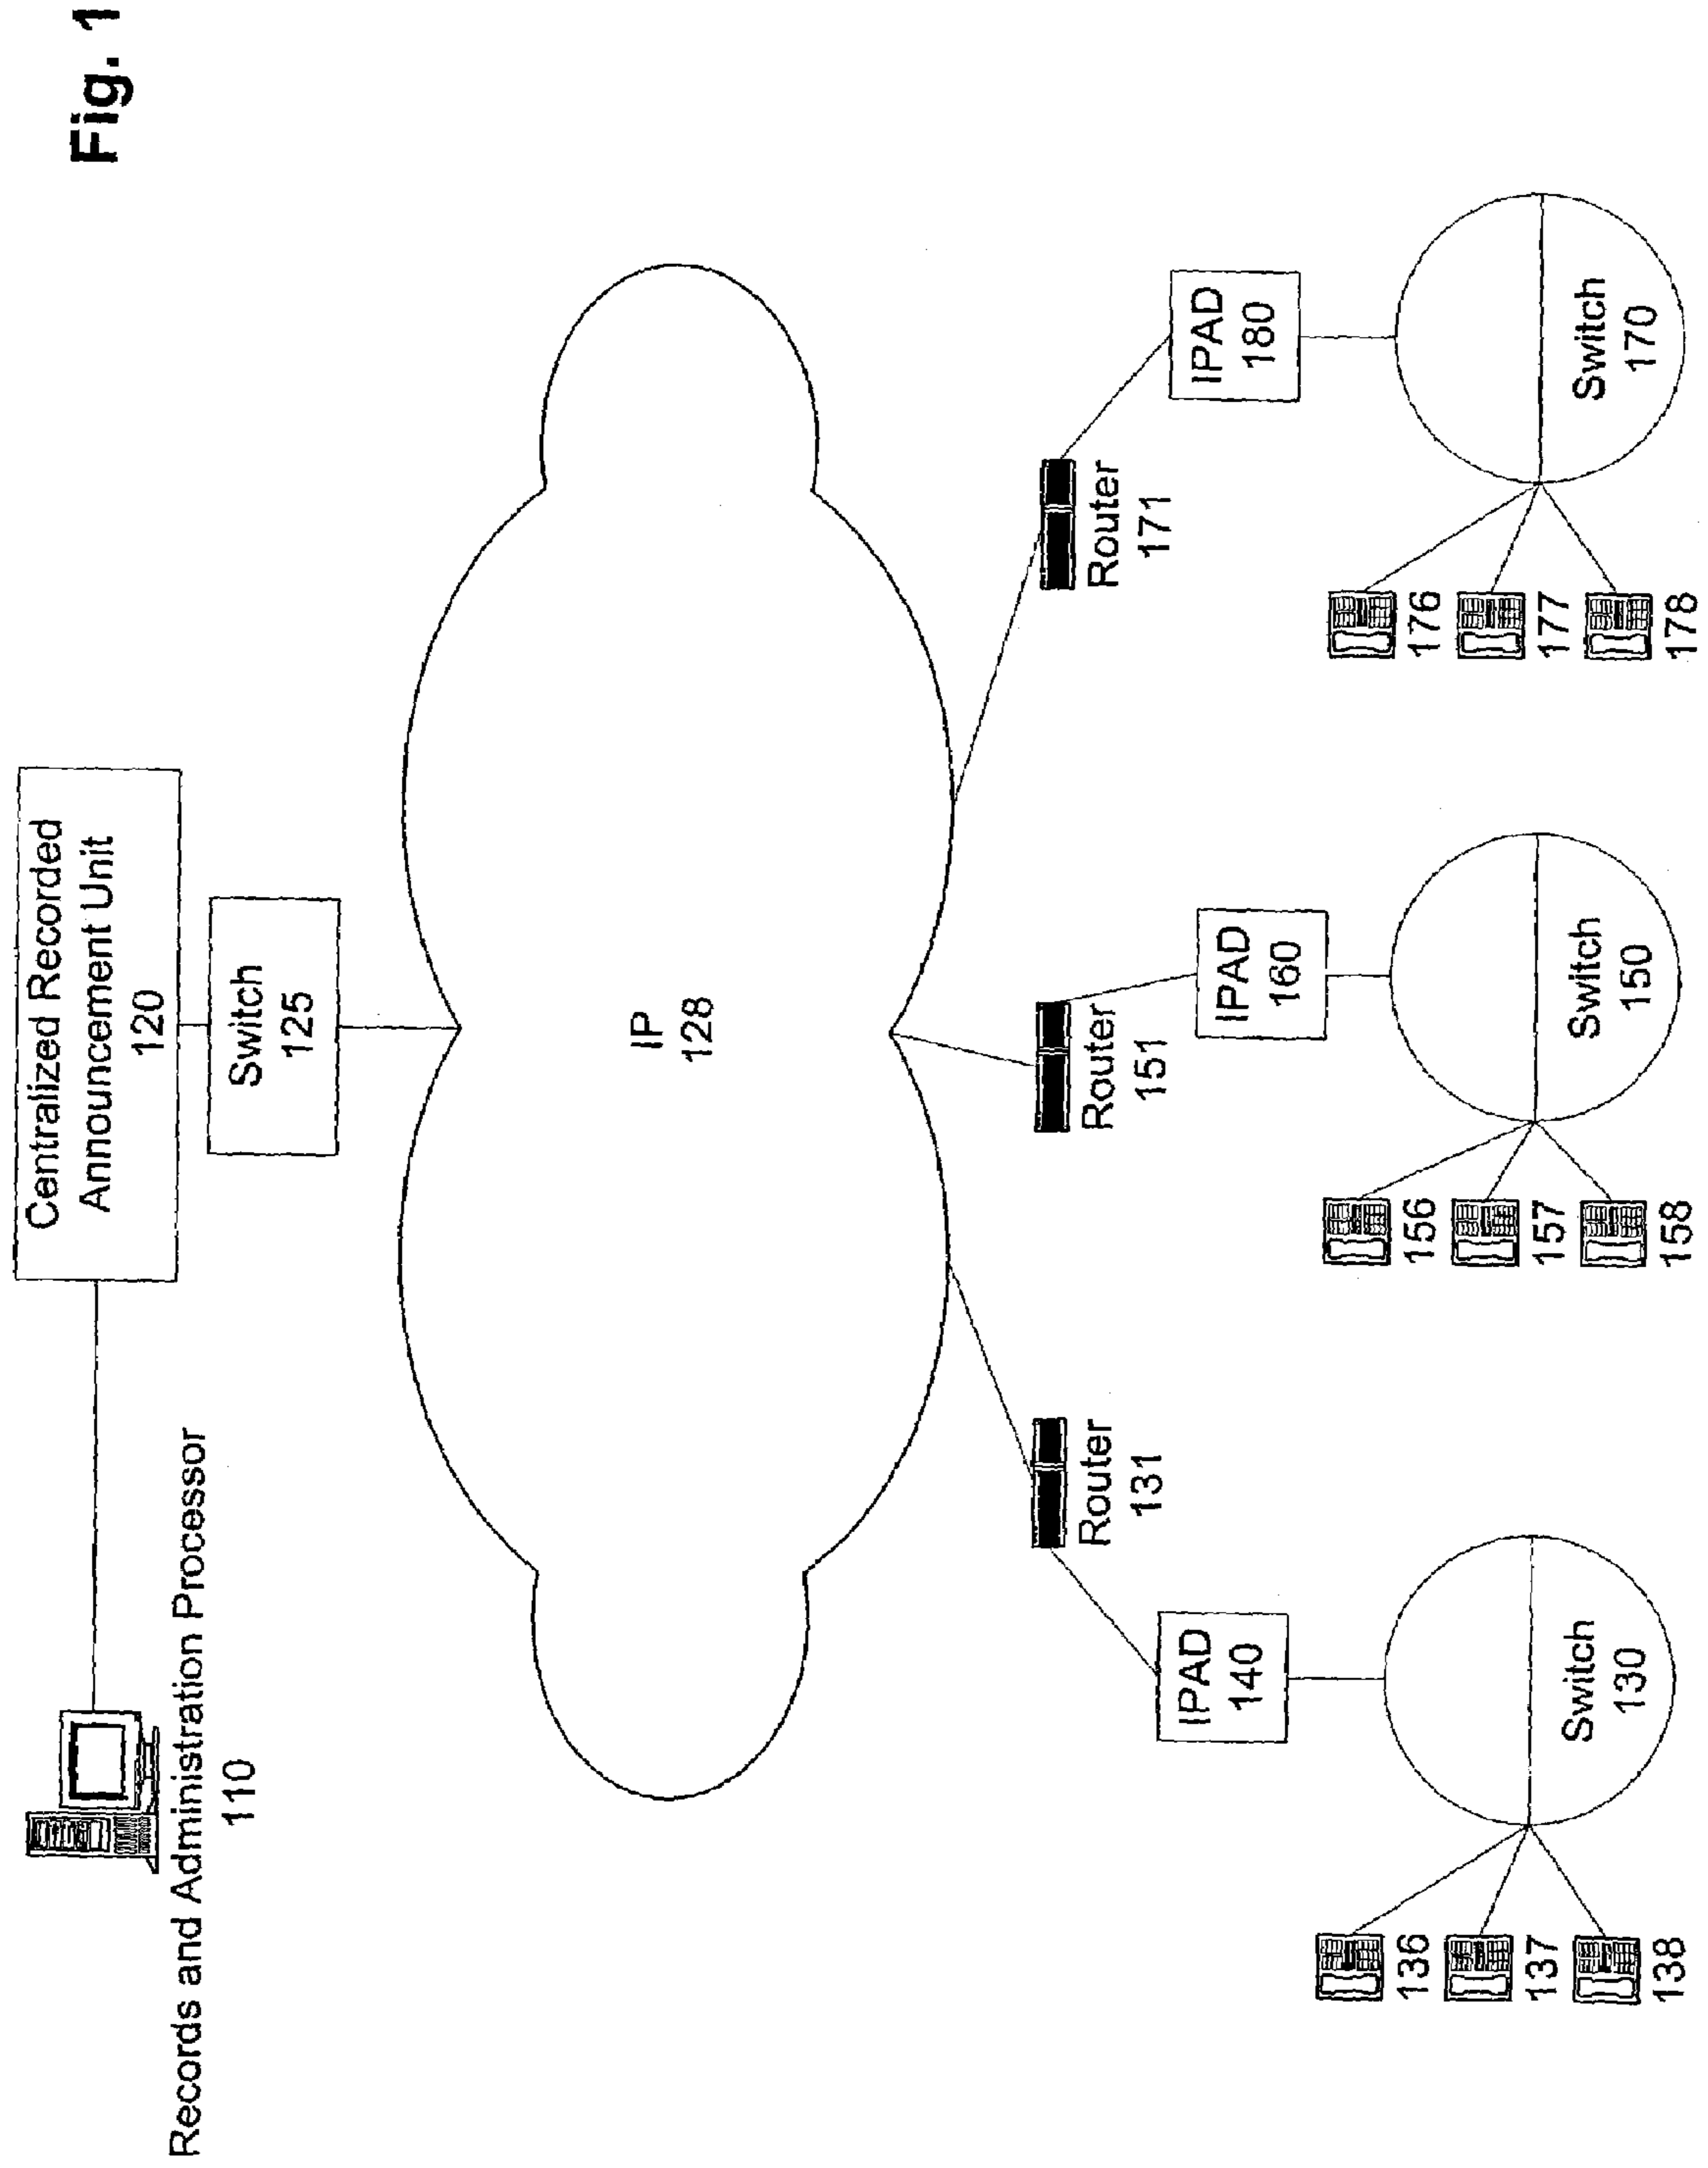 Fig. 1
Centralized Recorded
Announcement Unit
120
Records and Administration Processor
110
Switch
125
IP
128
Router
131
Router
151
Router
171
IPAD
140
IPAD
160
IPAD
180
136
137
138
Switch
130
156
157
158
Switch
150
176
177
178
Switch
170